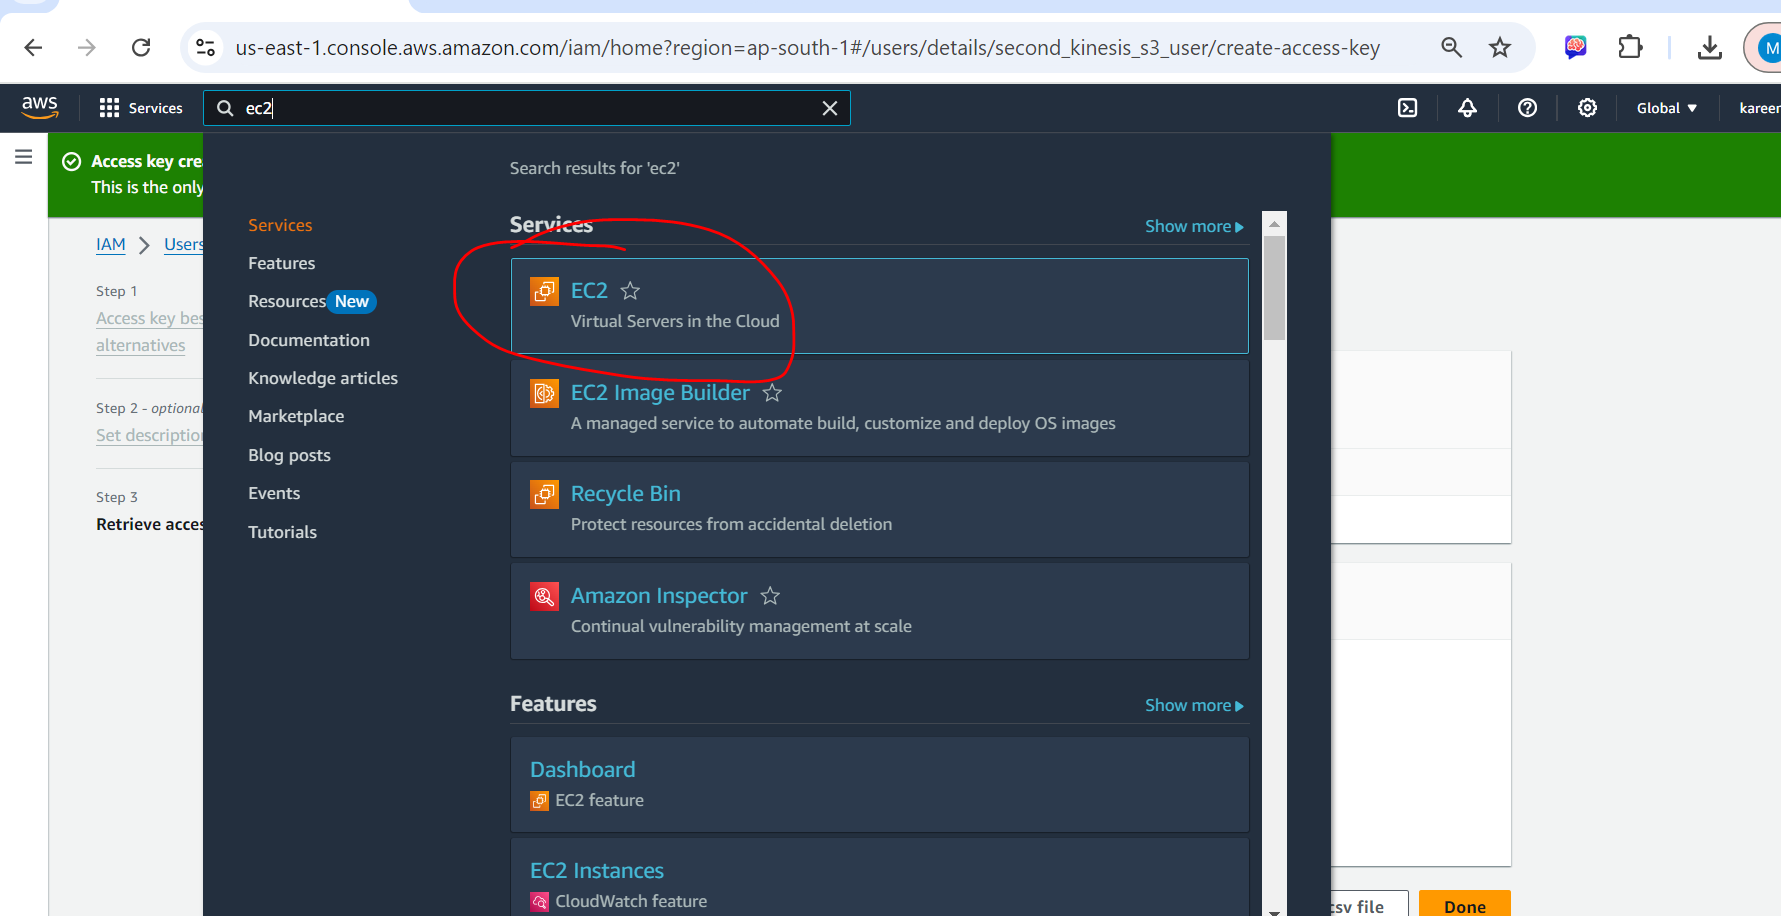 us-east-1.console.aws.amazon.com/iam/home?region=ap-south-1#/users/details/second_kinesis_s3_user/create-access-key
M
aws
Services
ec2
Global
kareer
Access key cre
This is the only
IAM
Users
Step 1
Access key bes
alternatives
Step 2 - optional
Set description
Step 3
Retrieve acces
Search results for 'ec2'
Services
Features
Resources New
Documentation
Knowledge articles
Marketplace
Blog posts
Events
Tutorials
Services
Show more
EC2
Virtual Servers in the Cloud
EC2 Image Builder
A managed service to automate build, customize and deploy OS images
Recycle Bin
Protect resources from accidental deletion
Amazon Inspector
Continual vulnerability management at scale
Features
Show more
Dashboard
EC2 feature
EC2 Instances
CloudWatch feature
csv file
Done